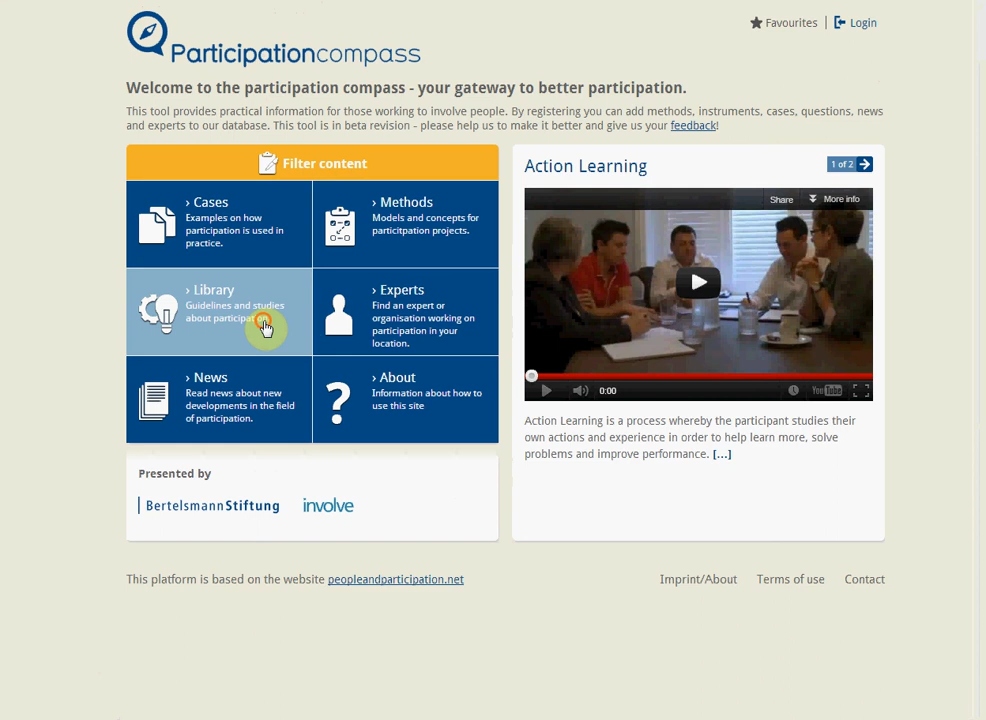 Favourites | Login
Participationcompass
Welcome to the participation compass - your gateway to better participation.
This tool provides practical information for those working to involve people. By registering you can add methods, instruments, cases, questions, news
and experts to our database. This tool is in beta revision - please help us to make it better and give us your feedback!
Filter content
› Cases
Examples on how
participation is used in
practice.
› Methods
Models and concepts for
particitpation projects.
› Library
Guidelines and studies
about participation.
› Experts
Find an expert or
organisation working on
participation in your
location.
› News
Read news about new
developments in the field
of participation.
› About
Information about how to
use this site
Presented by
BertelsmannStiftung
involve
Action Learning
1 of 2
Share
More info
0:00
YouTube
Action Learning is a process whereby the participant studies their
own actions and experience in order to help learn more, solve
problems and improve performance. [...]
This platform is based on the website peopleandparticipation.net
Imprint/About Terms of use Contact